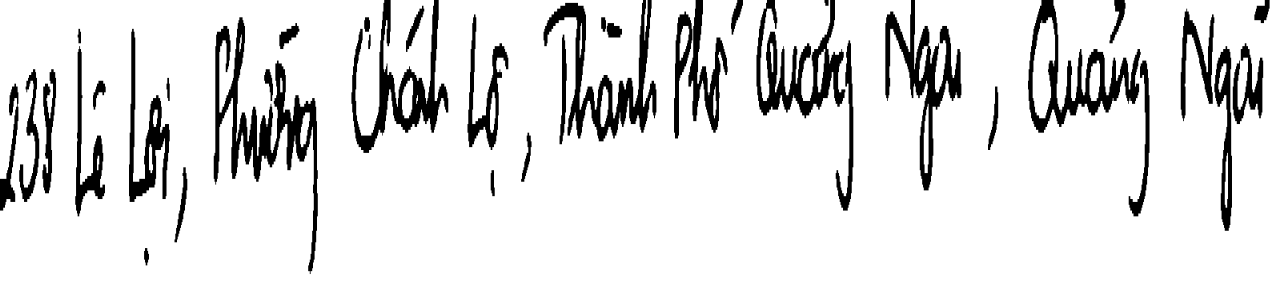 238 Lê Lợi, Phường Chánh Lộ, Thành Phố Quảng Ngãi, Quảng Ngãi